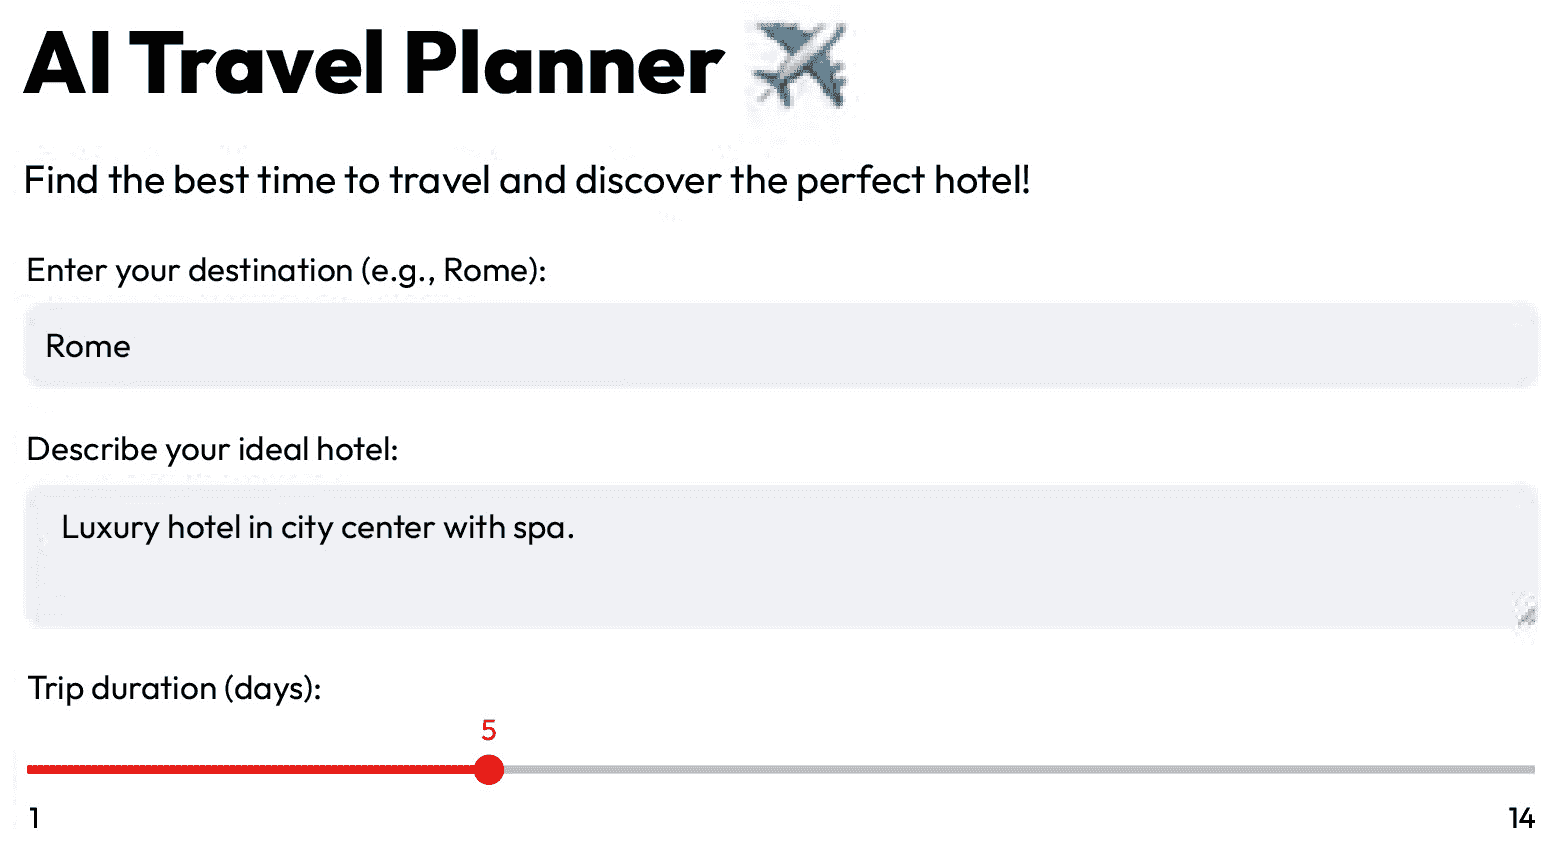 AI Travel Planner
Find the best time to travel and discover the perfect hotel!
Enter your destination (e.g., Rome):
Rome
Describe your ideal hotel:
Luxury hotel in city center with spa.
Trip duration (days):
5
1 14